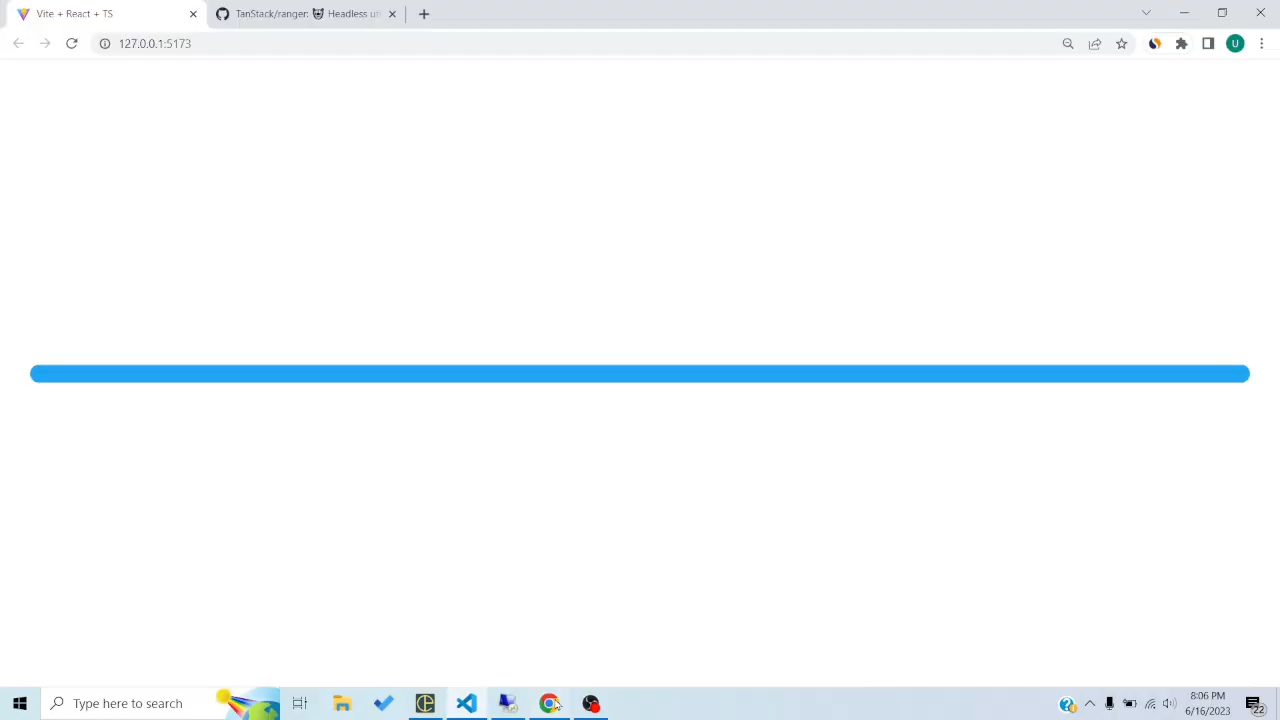 Vite + React + TS
TanStack/ranger: Headless ut
127.0.0.1:5173
U
Type here to search
8:06 PM
6/16/2023
22